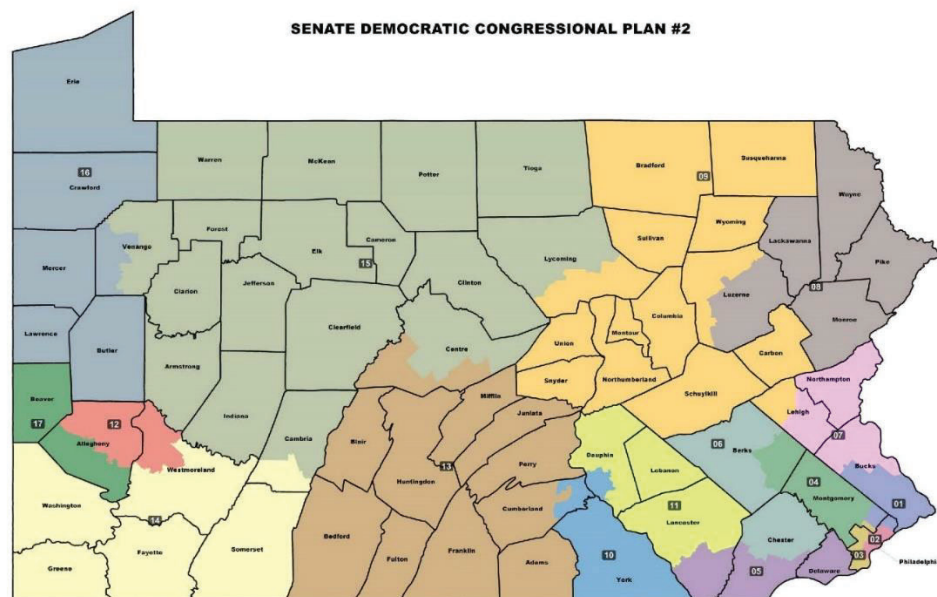 SENATE DEMOCRATIC CONGRESSIONAL PLAN #2
Erie
Warren
McKean
Potter
Tioga
Bradford
Susquehanna
16
Crawford
09
Wayne
Wyoming
Forest
Venango
Cameron
Sullivan
Lackawanna
Elk
15
Lycoming
Pike
Mercer
Clarion
Jefferson
Clinton
Luzerne
08
Columbia
Monroe
Lawrence
Butler
Clearfield
Centre
Union
Montour
Carbon
Armstrong
Snyder
Northumberland
Northampton
Beaver
Mifflin
Schuylkill
Indiana
Juniata
Lehigh
17
12
07
Allegheny
Cambria
Blair
06
Berks
Westmoreland
Perry
Dauphin
Lebanon
Bucks
Huntingdon
13
04
Montgomery
01
Washington
Cumberland
11
14
Lancaster
Chester
02
Somerset
Bedford
03
10
Philadelphi
Greene
Fayette
Fulton
Franklin
Adams
York
05
Delaware